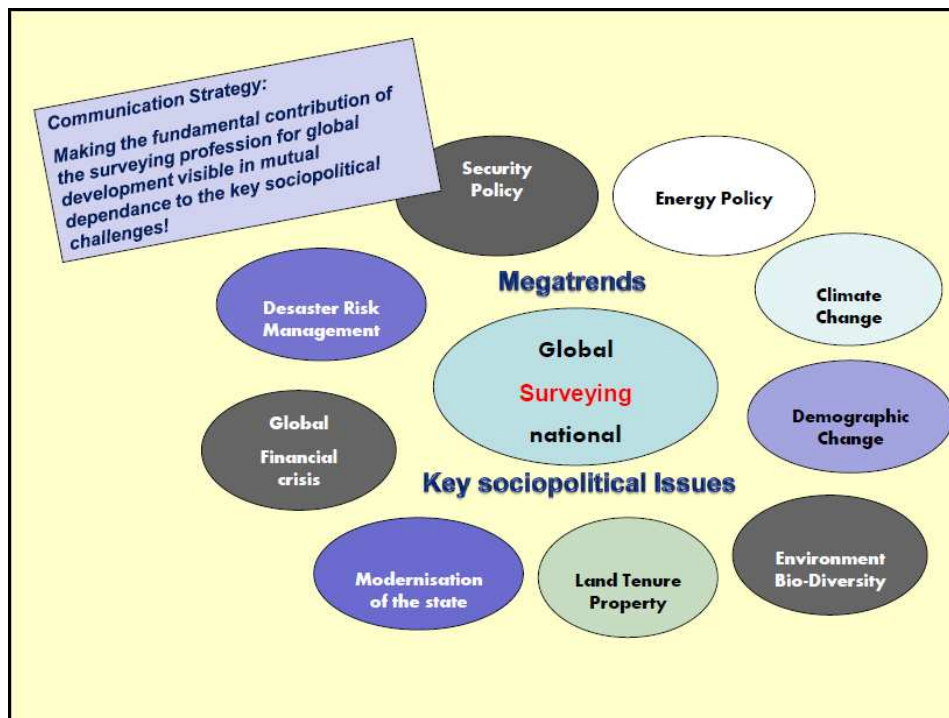 Communication Strategy:
Making the fundamental contribution of
the surveying profession for global
development visible in mutual
dependance to the key sociopolitical
challenges!
Security
Policy
Energy Policy
Megatrends
Desaster Risk
Management
Climate
Change
Global
Surveying
national
Demographic
Change
Global
Financial
crisis
Key sociopolitical Issues
Modernisation
of the state
Land Tenure
Property
Environment
Bio-Diversity